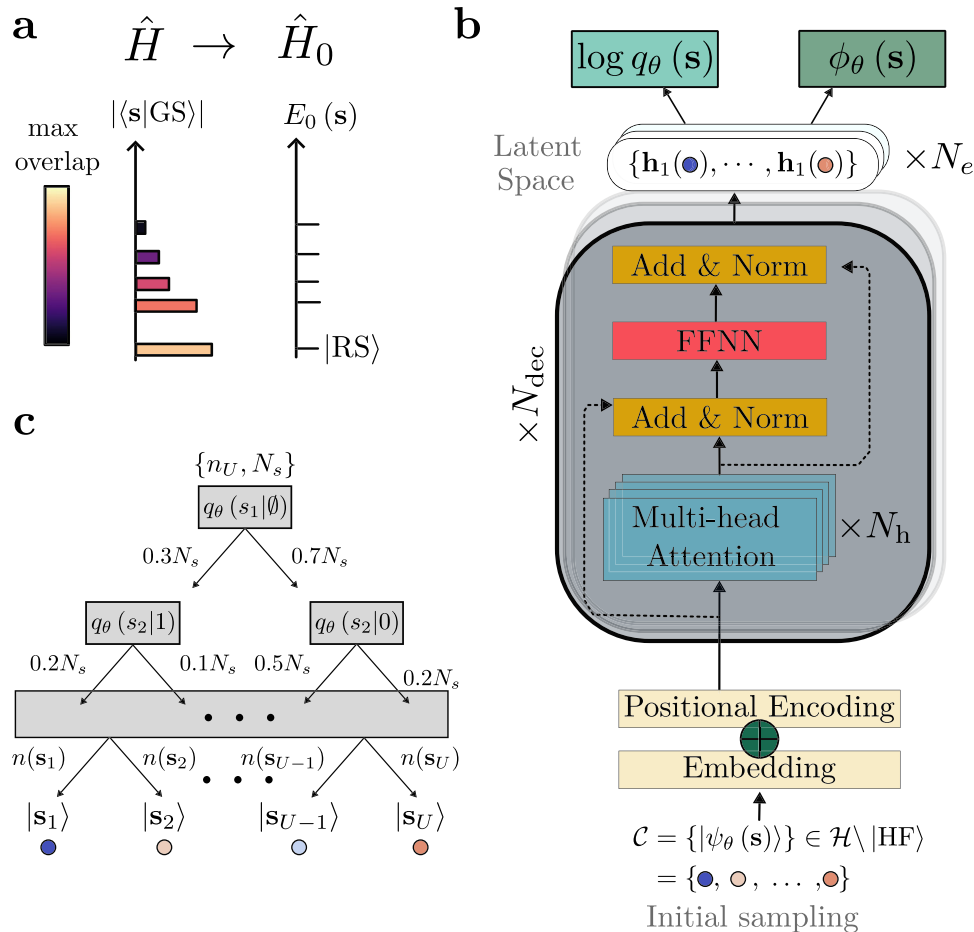 a
Ĥ → Ĥ₀
|⟨s|GS⟩|
E₀ (s)
max
overlap
|RS⟩
b
log q_θ (s)
ϕ_θ (s)
Latent
Space
{h₁(●), ⋯ , h₁(●)}
×N_e
Add & Norm
FFNN
×N_dec
Add & Norm
Multi-head
Attention
×N_h
Positional Encoding
Embedding
𝒞 = {|ψ_θ (s)⟩} ∈ ℋ\ |HF⟩
= {●, ●, … ,●}
Initial sampling
c
{n_U, N_s}
q_θ (s₁|∅)
0.3N_s 0.7N_s
q_θ (s₂|1) q_θ (s₂|0)
0.2N_s 0.1N_s 0.5N_s 0.2N_s
• • •
n(s₁) n(s₂) • • • n(s_{U−1}) n(s_U)
|s₁⟩ |s₂⟩ |s_{U−1}⟩ |s_U⟩